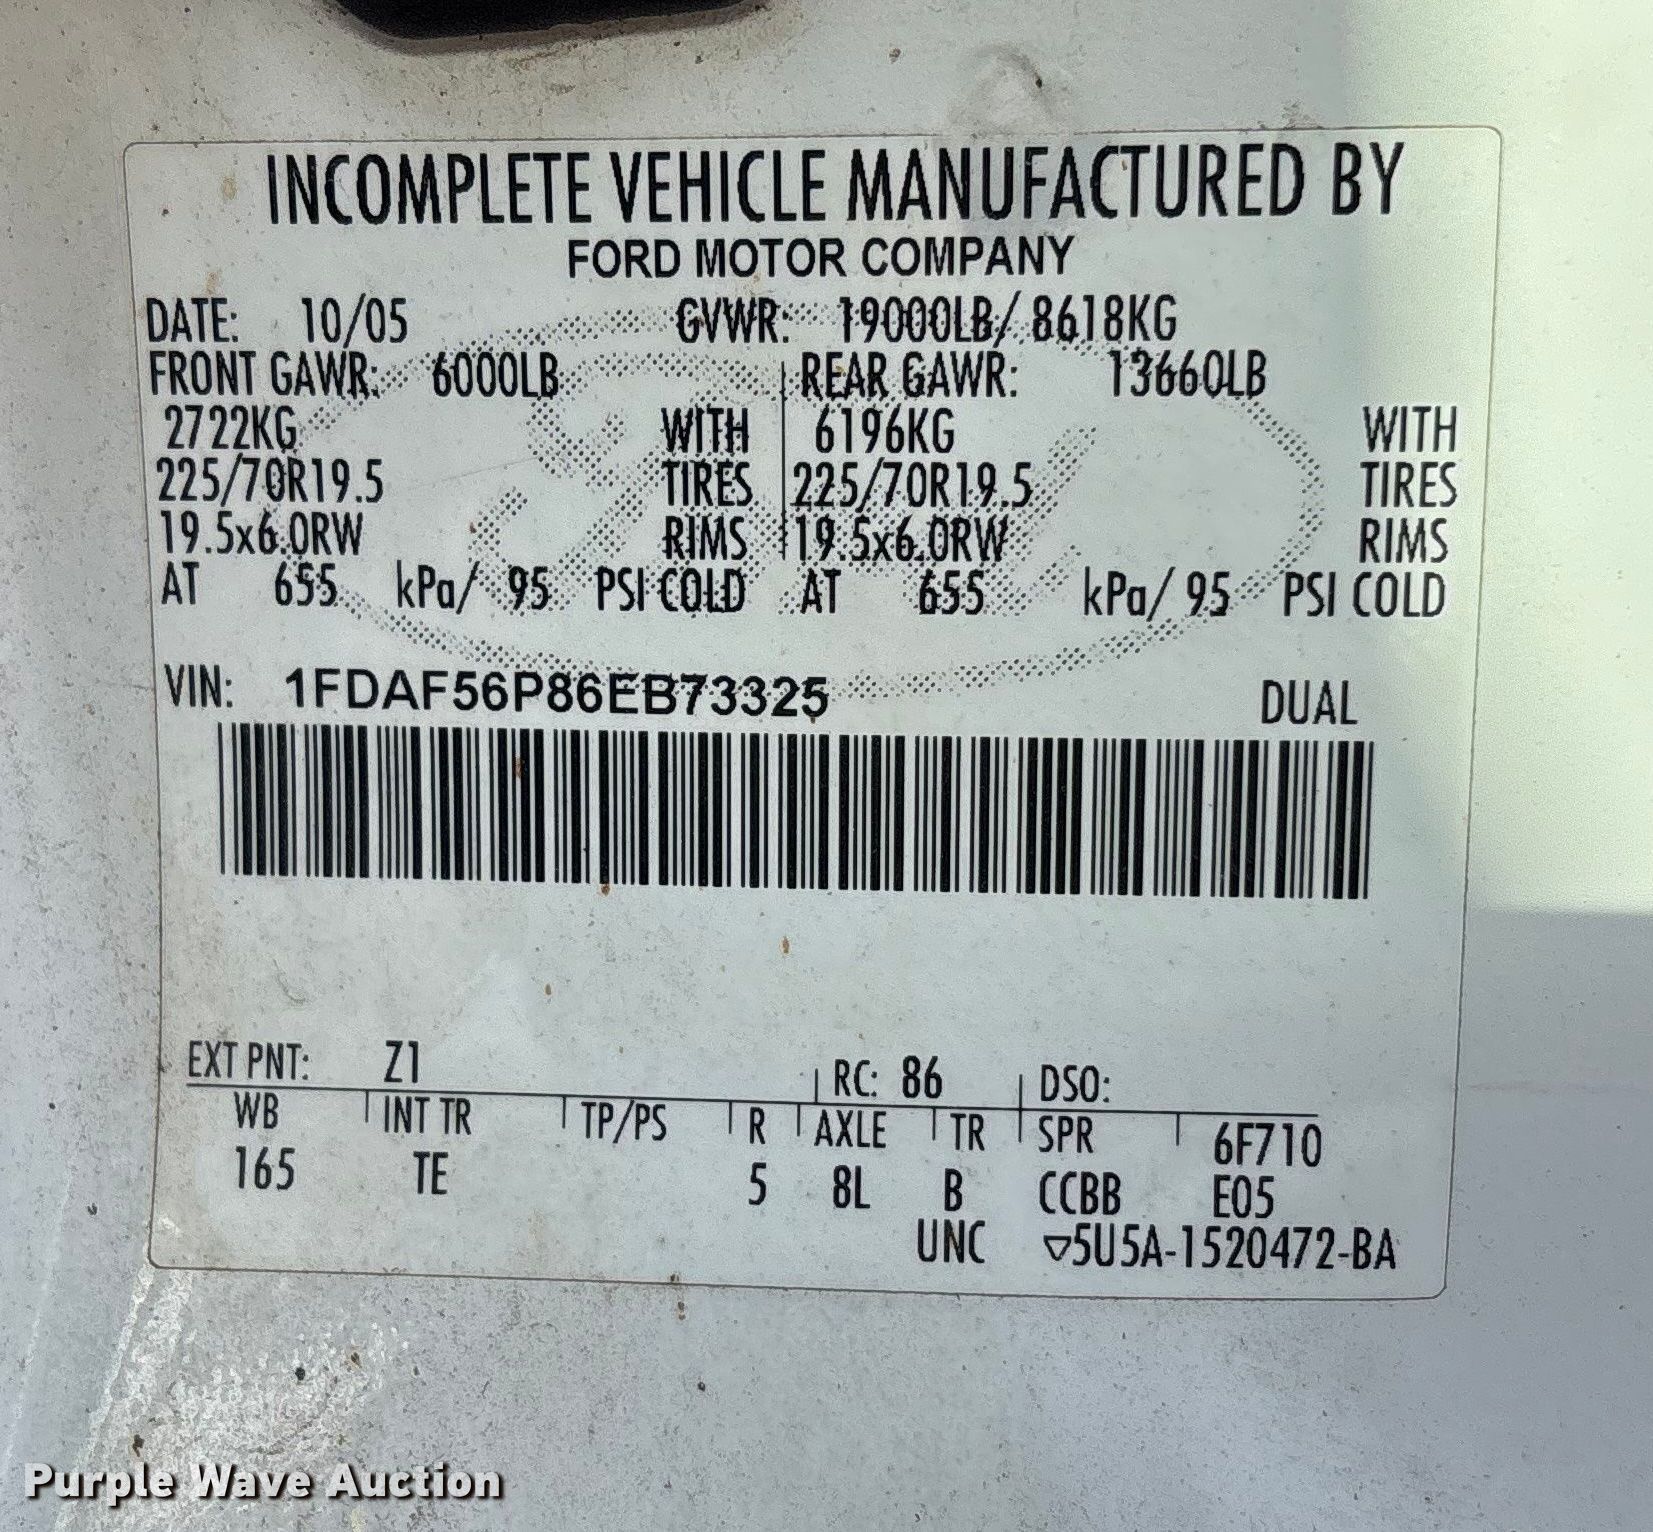 INCOMPLETE VEHICLE MANUFACTURED BY
FORD MOTOR COMPANY
DATE: 10/05 GVWR: 19000LB/ 8618KG
FRONT GAWR: 6000LB REAR GAWR: 13660LB
2722KG WITH 6196KG WITH
225/70R19.5 TIRES 225/70R19.5 TIRES
19.5x6.0RW RIMS 19.5x6.0RW RIMS
AT 655 kPa/ 95 PSI COLD AT 655 kPa/ 95 PSI COLD
VIN: 1FDAF56P86EB73325 DUAL
EXT PNT: Z1 RC: 86 DSO:
WB INT TR TP/PS R AXLE TR SPR 6F710
165 TE 5 8L B CCBB E05
UNC ▽5U5A-1520472-BA
Purple Wave Auction